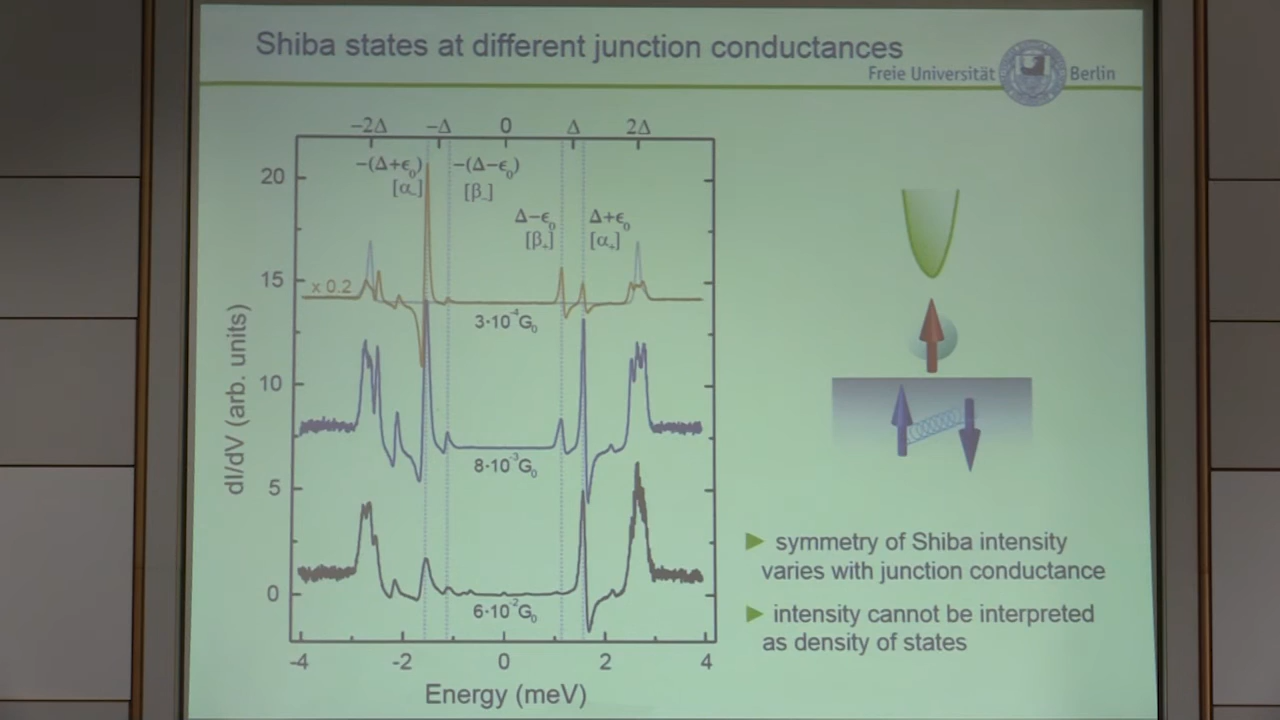 Shiba states at different junction conductances
Freie Universität Berlin
−2Δ −Δ 0 Δ 2Δ
−(Δ+ϵ₀) −(Δ−ϵ₀)
[α₋] [β₋]
Δ−ϵ₀ Δ+ϵ₀
[β₊] [α₊]
x 0.2
3·10⁻⁴G₀
8·10⁻³G₀
6·10⁻²G₀
20
15
10
5
0
dI/dV (arb. units)
-4 -2 0 2 4
Energy (meV)
► symmetry of Shiba intensity
varies with junction conductance
► intensity cannot be interpreted
as density of states